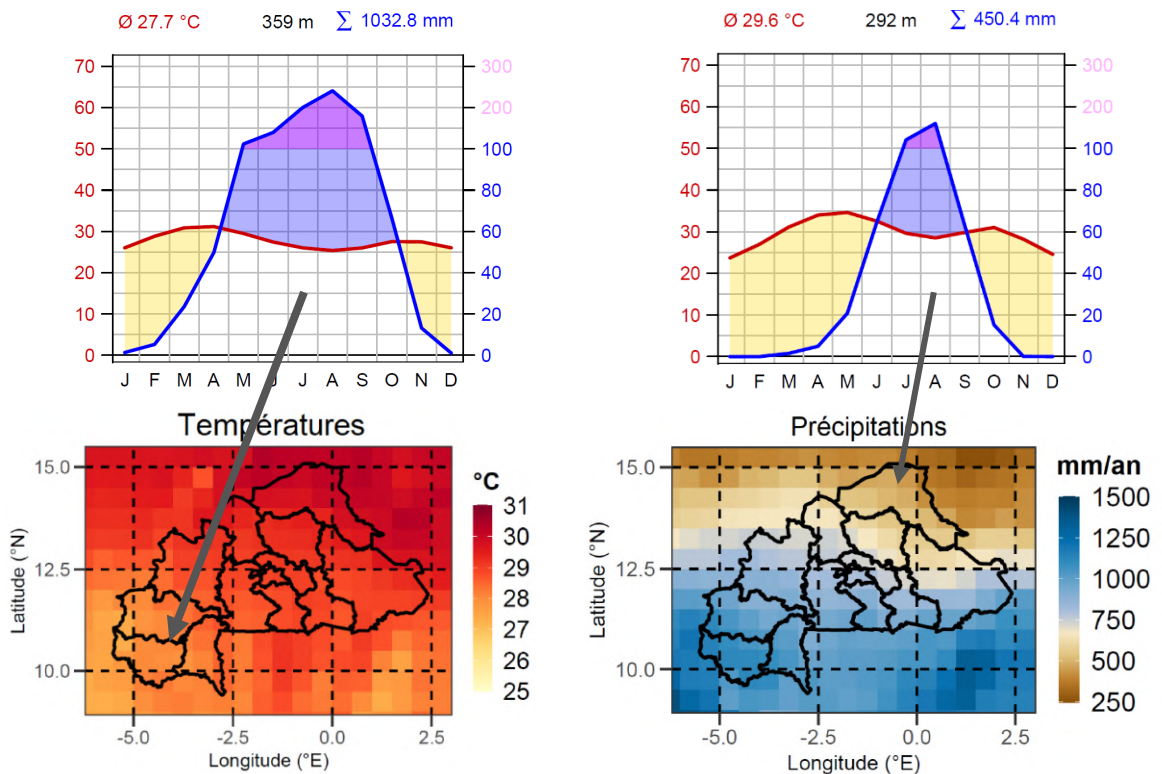 Ø 27.7 °C 359 m ∑ 1032.8 mm
70 300
60 200
50 100
40 80
30 60
20 40
10 20
0 0
J F M A M J J A S O N D
Ø 29.6 °C 292 m ∑ 450.4 mm
70 300
60 200
50 100
40 80
30 60
20 40
10 20
0 0
J F M A M J J A S O N D
Températures
15.0
12.5
10.0
Latitude (°N)
-5.0 -2.5 0.0 2.5
Longitude (°E)
°C
31
30
29
28
27
26
25
Précipitations
15.0
12.5
10.0
Latitude (°N)
-5.0 -2.5 0.0 2.5
Longitude (°E)
mm/an
1500
1250
1000
750
500
250